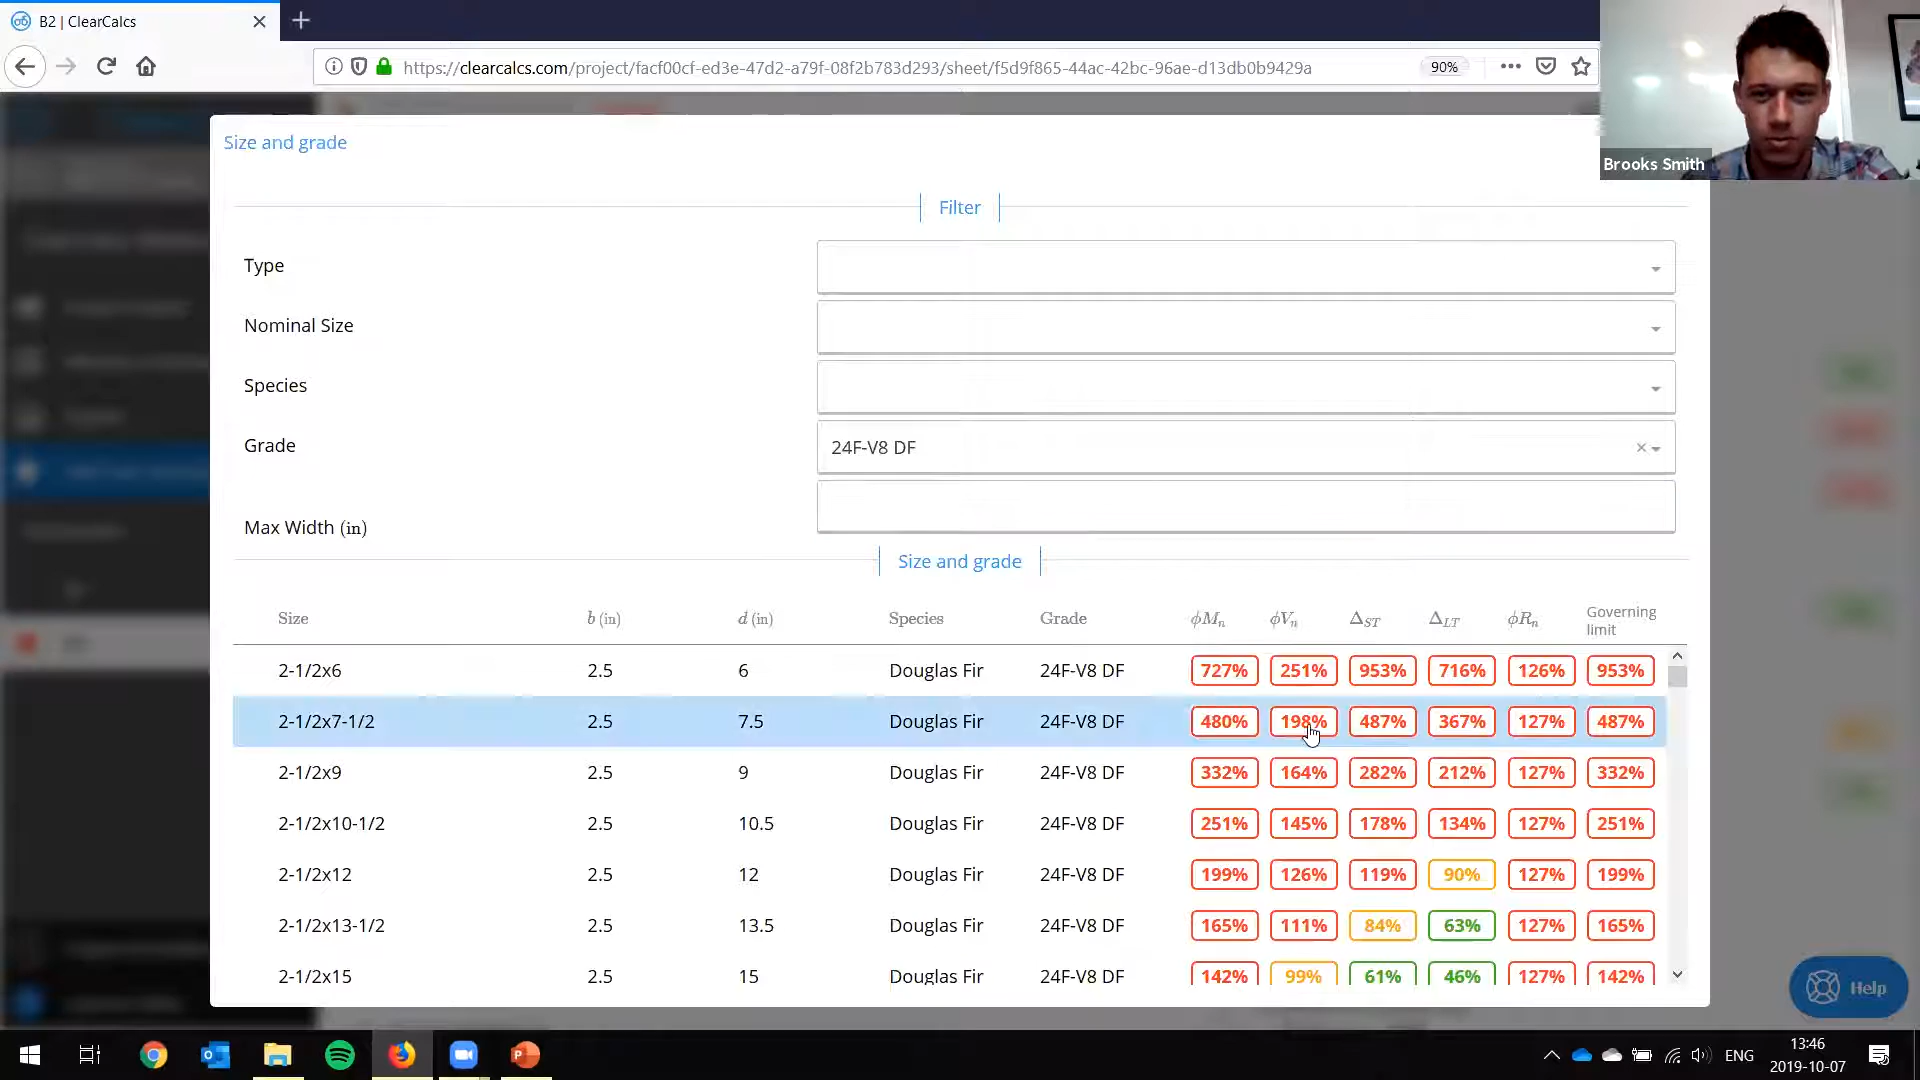 B2 | ClearCalcs
https://clearcalcs.com/project/facf00cf-ed3e-47d2-a79f-08f2b783d293/sheet/f5d9f865-44ac-42bc-96ae-d13db0b9429a
90%
Brooks Smith
Size and grade
Filter
Type
Nominal Size
Species
Grade
24F-V8 DF
Max Width (in)
Size and grade
Size b (in) d (in) Species Grade ϕMn ϕVn ΔST ΔLT ϕRn Governing limit
2-1/2x6 2.5 6 Douglas Fir 24F-V8 DF 727% 251% 953% 716% 126% 953%
2-1/2x7-1/2 2.5 7.5 Douglas Fir 24F-V8 DF 480% 198% 487% 367% 127% 487%
2-1/2x9 2.5 9 Douglas Fir 24F-V8 DF 332% 164% 282% 212% 127% 332%
2-1/2x10-1/2 2.5 10.5 Douglas Fir 24F-V8 DF 251% 145% 178% 134% 127% 251%
2-1/2x12 2.5 12 Douglas Fir 24F-V8 DF 199% 126% 119% 90% 127% 199%
2-1/2x13-1/2 2.5 13.5 Douglas Fir 24F-V8 DF 165% 111% 84% 63% 127% 165%
2-1/2x15 2.5 15 Douglas Fir 24F-V8 DF 142% 99% 61% 46% 127% 142%
Help
ENG
13:46
2019-10-07